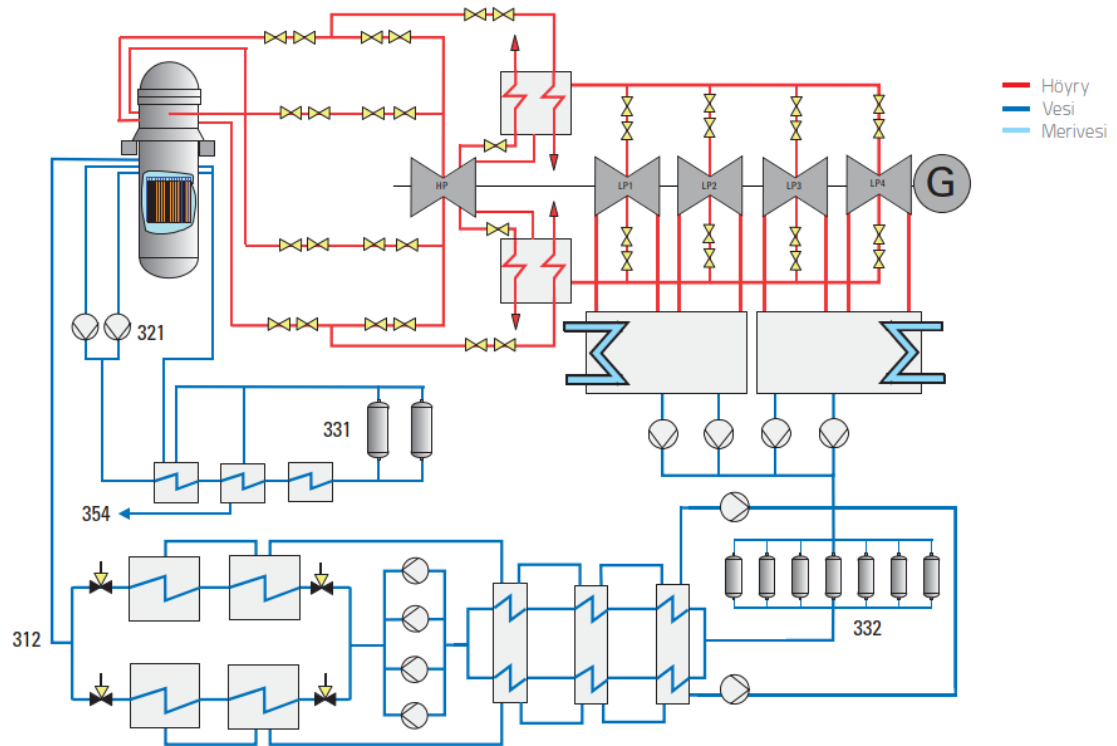 Höyry
Vesi
Merivesi
HP
LP1
LP2
LP3
LP4
G
321
331
354
312
332